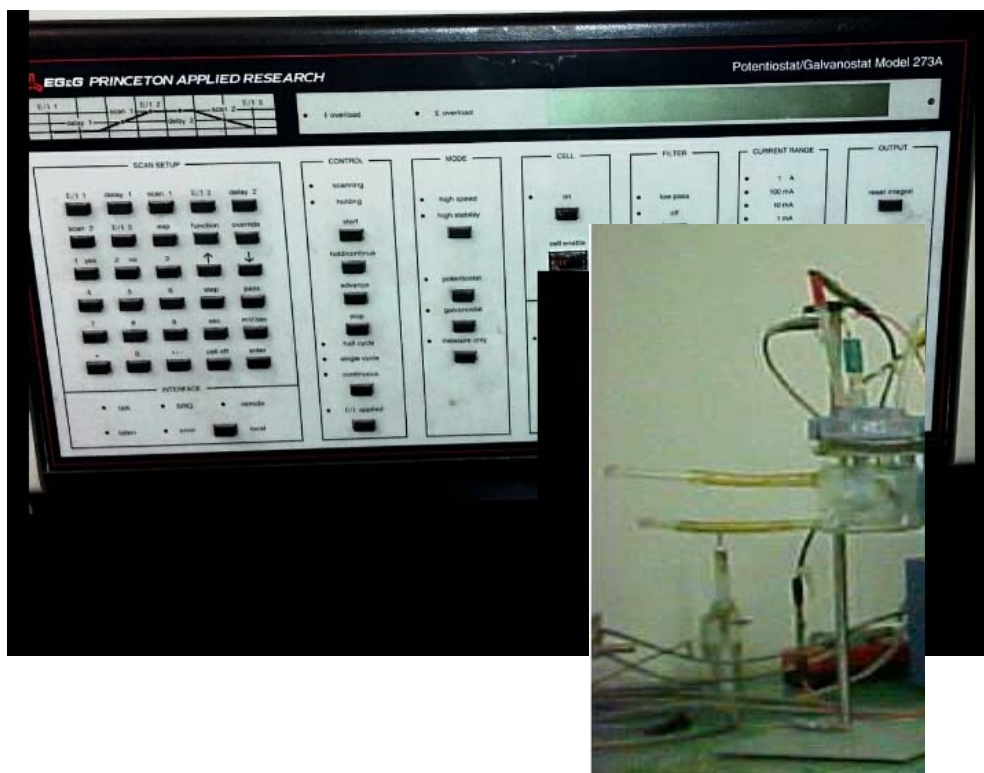 EG&G PRINCETON APPLIED RESEARCH
Potentiostat/Galvanostat Model 273A
E/I 1 scan 1 E/I 2 scan 2 E/I 3
delay 1 delay 2
I overload E overload
SCAN SETUP
E/I 1 delay 1 scan 1 E/I 2 delay 2
scan 2 E/I 3 exp function override
1 yes 2 no 3 ↑ ↓
4 5 6 step pass
7 8 9 sec mV/sec
0 +/- cell off enter
INTERFACE
talk SRQ remote
listen error local
CONTROL
scanning
holding
start
hold/continue
advance
stop
half cycle
single cycle
continuous
E/I applied
MODE
high speed
high stability
potentiostat
galvanostat
measure only
CELL
on
cell enable
FILTER
low pass
off
CURRENT RANGE
1 A
100 mA
10 mA
1 mA
OUTPUT
reset integral